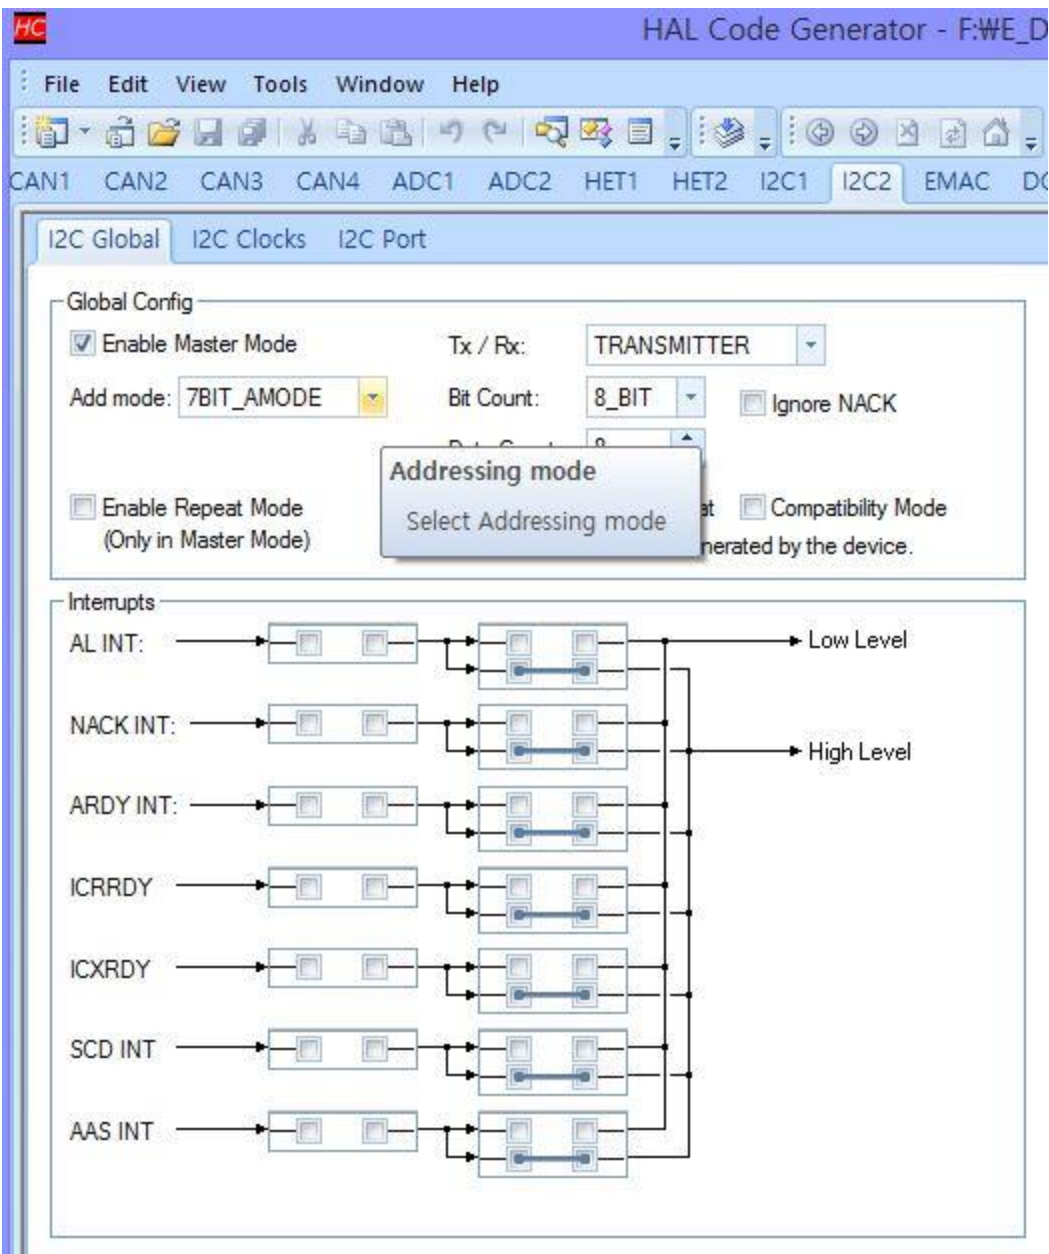 HC HAL Code Generator - F:₩E_D
File Edit View Tools Window Help
CAN1 CAN2 CAN3 CAN4 ADC1 ADC2 HET1 HET2 I2C1 I2C2 EMAC
I2C Global I2C Clocks I2C Port
Global Config
Enable Master Mode Tx / Rx: TRANSMITTER
Add mode: 7BIT_AMODE Bit Count: 8_BIT Ignore NACK
Addressing mode
Select Addressing mode
Enable Repeat Mode Compatibility Mode
(Only in Master Mode) by the device.
Interrupts
AL INT: Low Level
NACK INT: High Level
ARDY INT:
ICRRDY
ICXRDY
SCD INT
AAS INT